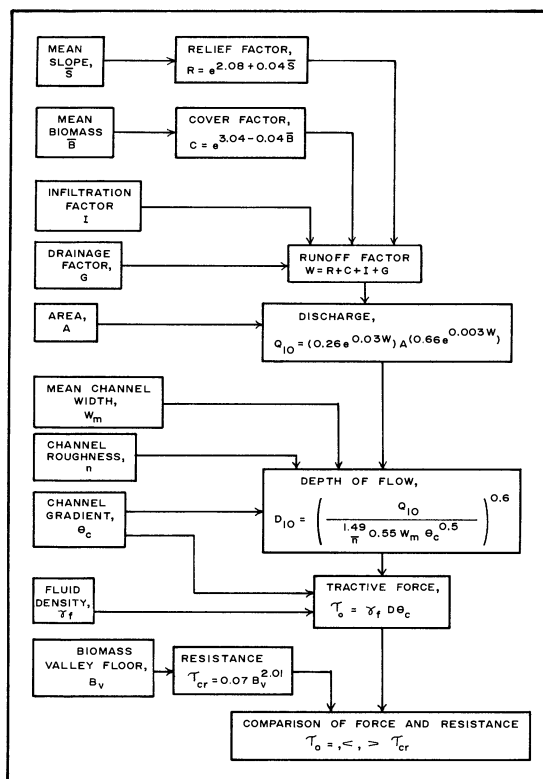 MEAN
SLOPE,
S̅
RELIEF FACTOR,
R = e^2.08 + 0.04S̅
MEAN
BIOMASS
B̅
COVER FACTOR,
C = e^3.04 – 0.04B̅
INFILTRATION
FACTOR
I
DRAINAGE
FACTOR,
G
RUNOFF FACTOR
W = R + C + I + G
AREA,
A
DISCHARGE,
Q10 = (0.26e^0.03W) A^(0.66e^0.003W)
MEAN CHANNEL
WIDTH,
Wm
CHANNEL
ROUGHNESS,
n
CHANNEL
GRADIENT,
θc
DEPTH OF FLOW,
D10 = ( Q10 / 1.49/n 0.55 Wm θc^0.5 )^0.6
FLUID
DENSITY,
γf
TRACTIVE FORCE,
τo = γf Dθc
BIOMASS
VALLEY FLOOR,
Bv
RESISTANCE
τcr = 0.07 Bv^2.01
COMPARISON OF FORCE AND RESISTANCE
τo = , < , > τcr